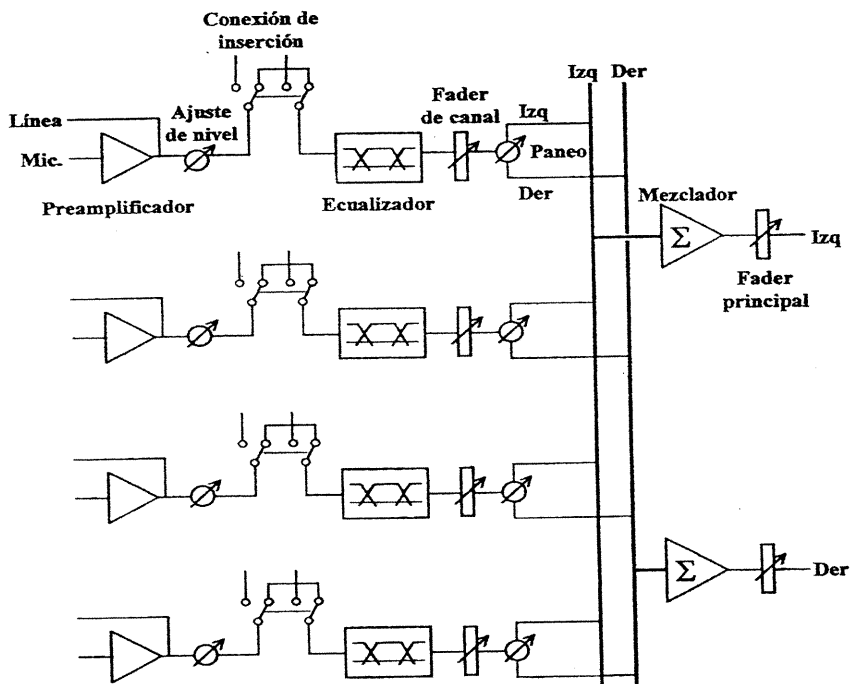 Conexión de
inserción
Izq Der
Línea
Ajuste
de nivel
Fader
de canal
Izq
Mic.
Paneo
Preamplificador
Ecualizador
Der
Mezclador
Σ
Izq
Fader
principal
Σ
Der